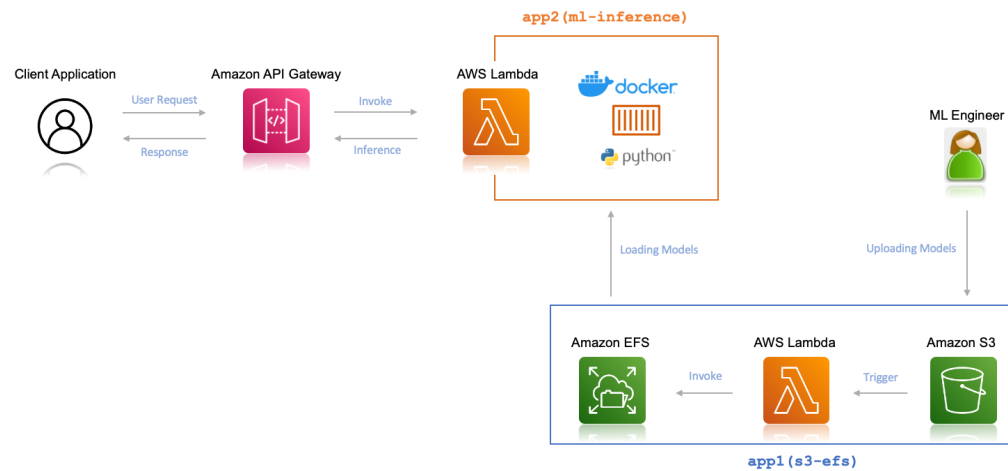 app2(ml-inference)
Client Application
Amazon API Gateway
AWS Lambda
docker
User Request
Invoke
Response
Inference
python™
ML Engineer
Loading Models
Uploading Models
Amazon EFS
AWS Lambda
Amazon S3
Invoke
Trigger
app1(s3-efs)